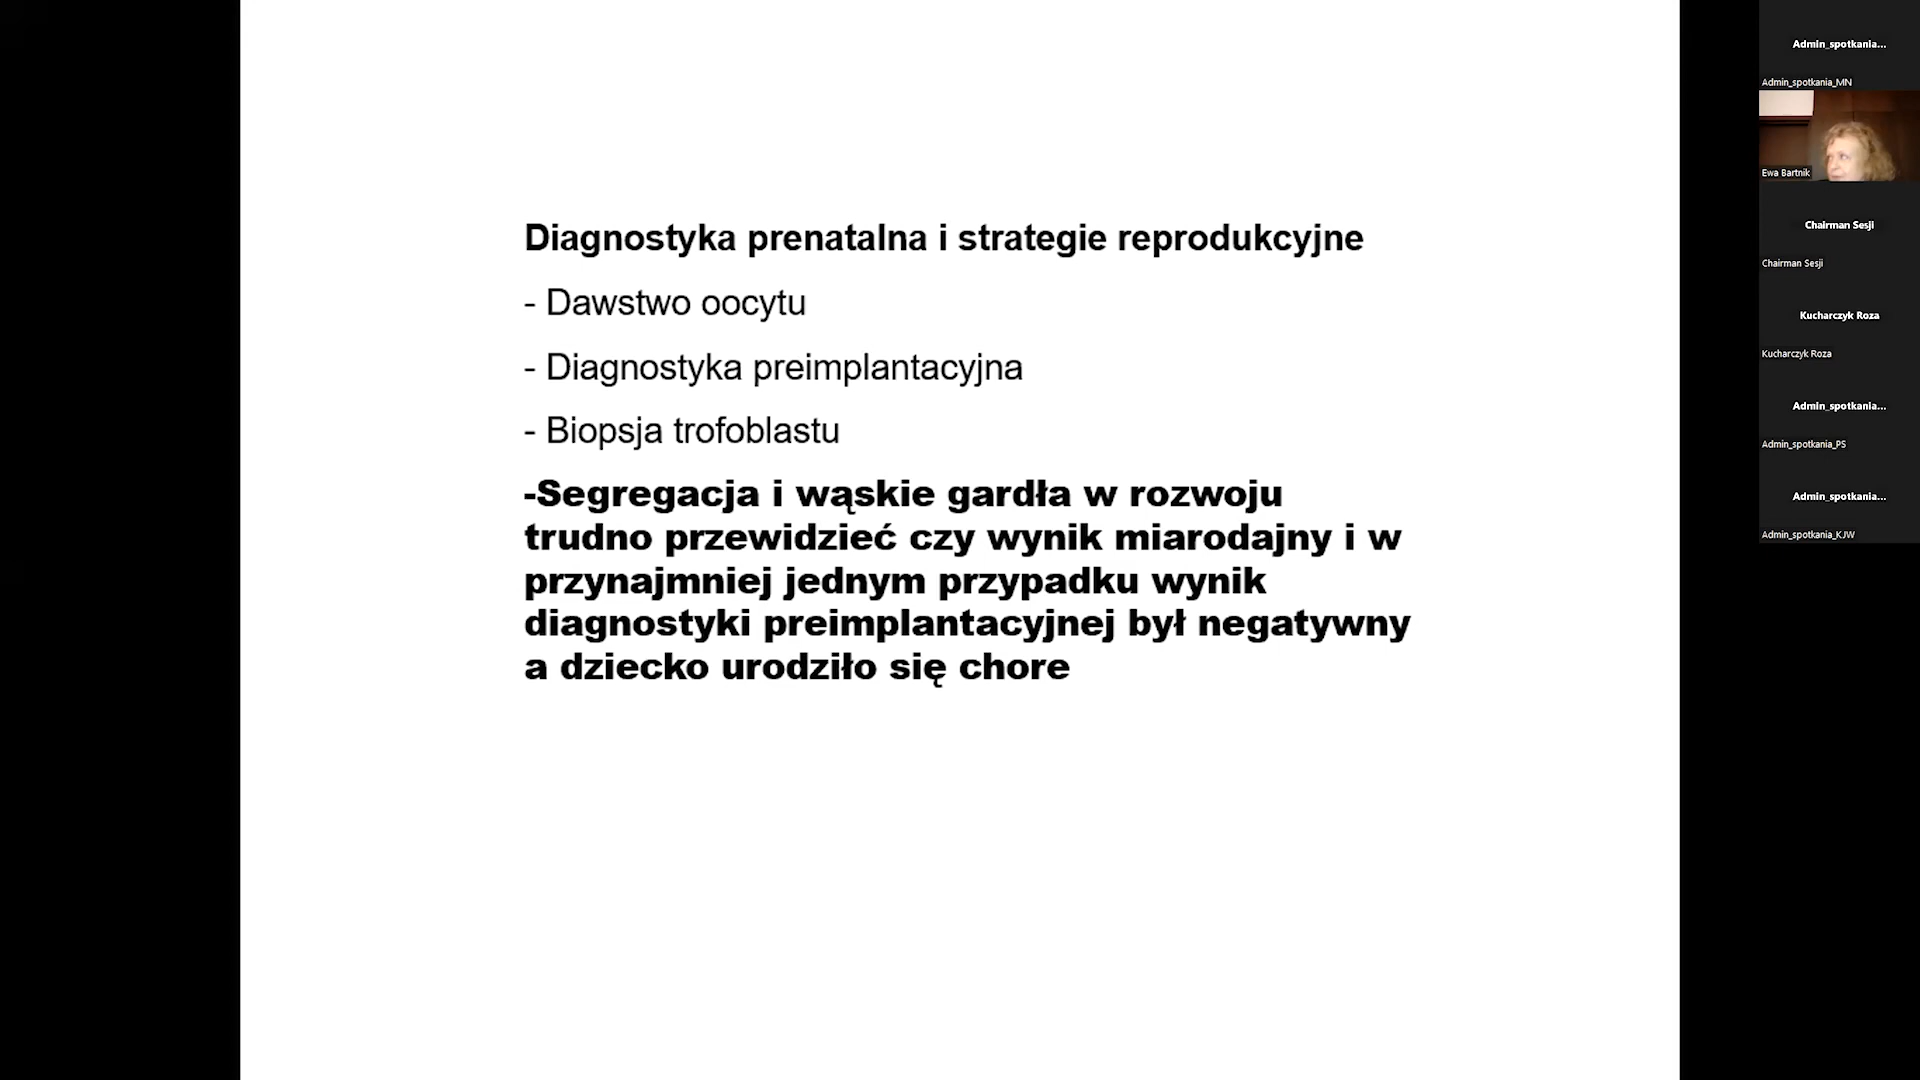 Diagnostyka prenatalna i strategie reprodukcyjne
- Dawstwo oocytu
- Diagnostyka preimplantacyjna
- Biopsja trofoblastu
-Segregacja i wąskie gardła w rozwoju
trudno przewidzieć czy wynik miarodajny i w
przynajmniej jednym przypadku wynik
diagnostyki preimplantacyjnej był negatywny
a dziecko urodziło się chore
Admin_spotkania...
Admin_spotkania_MN
Ewa Bartnik
Chairman Sesji
Chairman Sesji
Kucharczyk Roza
Kucharczyk Roza
Admin_spotkania...
Admin_spotkania_PS
Admin_spotkania...
Admin_spotkania_KJW